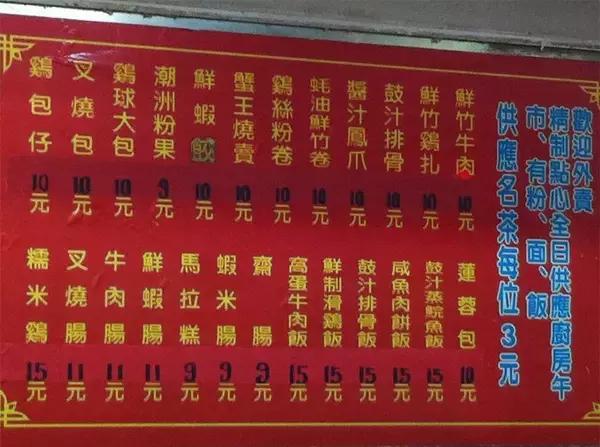 歡迎外賣
精制點心全日供應廚房午
市、有粉、面、飯
供應名茶每位3元
鮮竹牛肉 10元
鮮竹鷄扎 10元
鼓汁排骨 10元
醬汁鳳爪 10元
蚝油鮮竹卷 10元
鷄絲粉卷 10元
蟹王燒賣 10元
鮮蝦餃 10元
潮洲粉果 9元
鷄球大包 10元
叉燒包 10元
鷄包仔 10元
蓮蓉包 10元
鼓汁蒸鯇魚飯 15元
咸魚肉餅飯 15元
鼓汁排骨飯 15元
鮮制滑鷄飯 15元
高蛋牛肉飯 15元
齋腸 9元
蝦米腸 9元
馬拉糕 9元
鮮蝦腸 11元
牛肉腸 11元
叉燒腸 11元
糯米鷄 15元